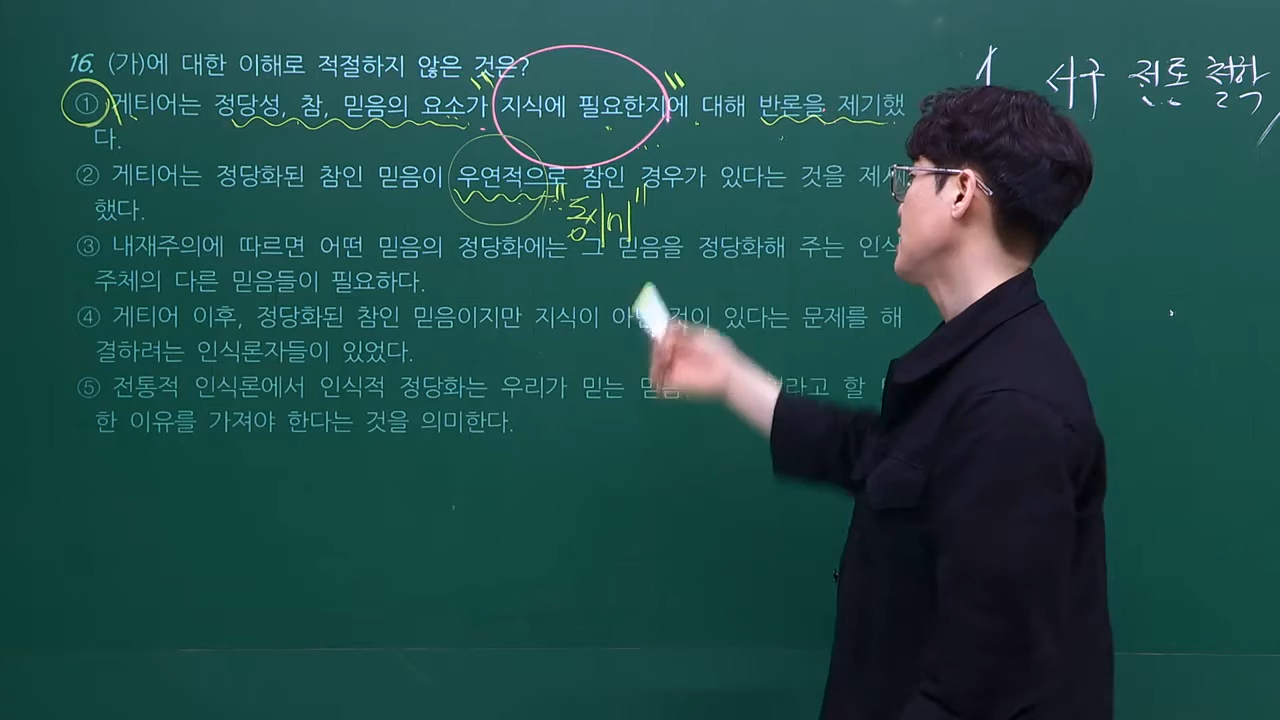 16. (가)에 대한 이해로 적절하지 않은 것은?
① 게티어는 정당성, 참, 믿음의 요소가 지식에 필요한지에 대해 반론을 제기했
다.
② 게티어는 정당화된 참인 믿음이 우연적으로 참인 경우가 있다는 것을 제시
했다.
③ 내재주의에 따르면 어떤 믿음의 정당화에는 그 믿음을 정당화해 주는 인식
주체의 다른 믿음들이 필요하다.
④ 게티어 이후, 정당화된 참인 믿음이지만 지식이 아닌 것이 있다는 문제를 해
결하려는 인식론자들이 있었다.
⑤ 전통적 인식론에서 인식적 정당화는 우리가 믿는 라고 할
한 이유를 가져야 한다는 것을 의미한다.
서구 전통 철학